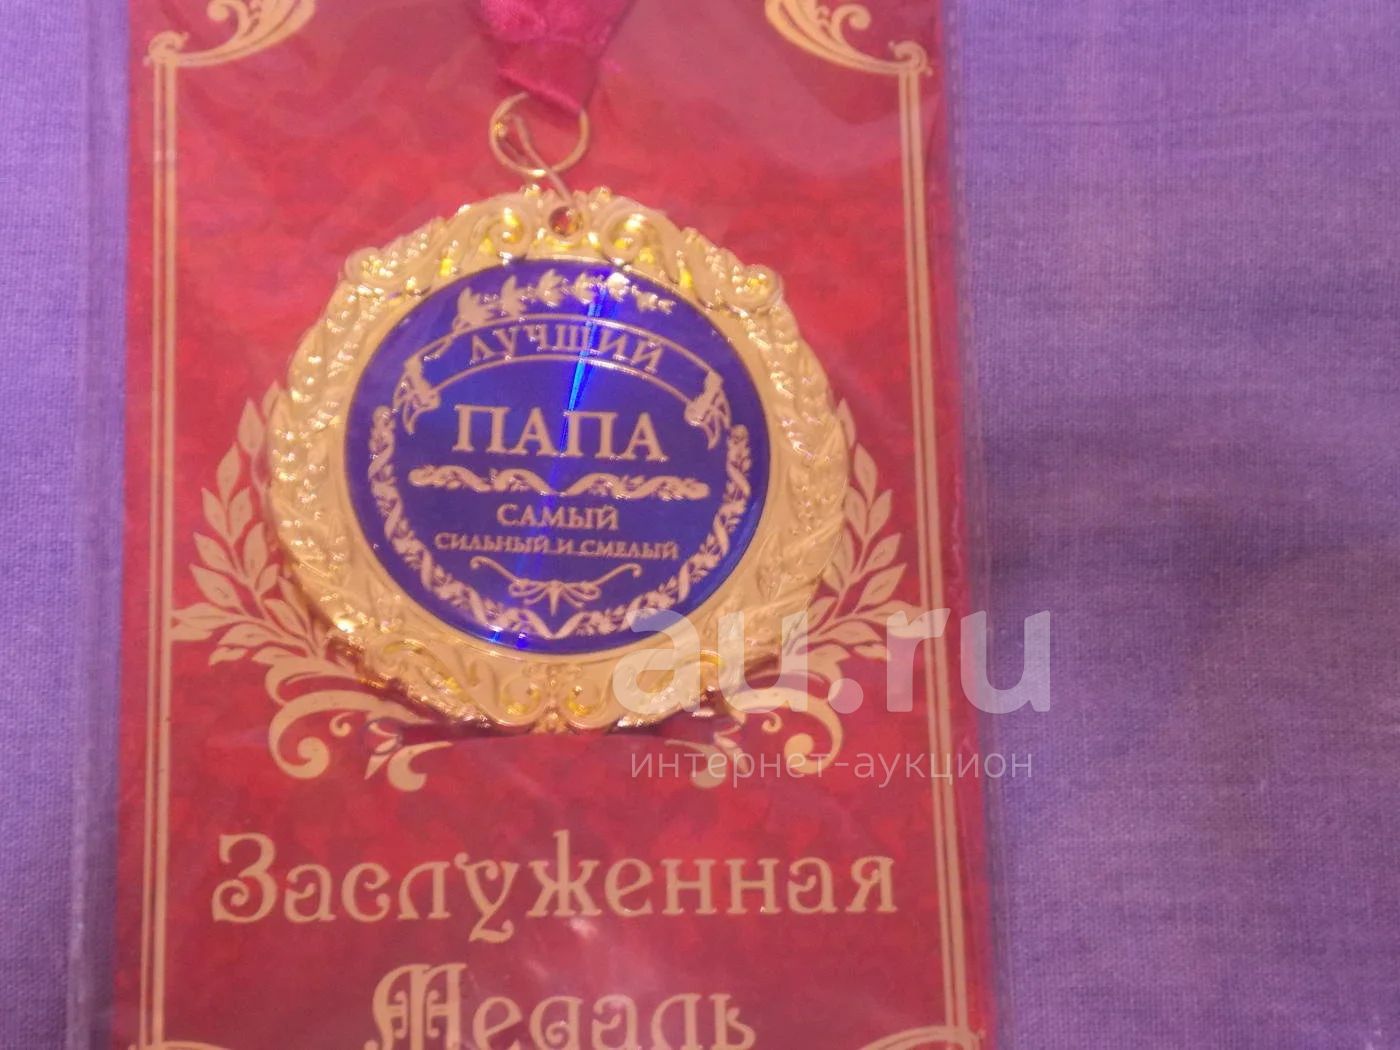 ЛУЧШИЙ
ПАПА
САМЫЙ
СИЛЬНЫЙ И СМЕЛЫЙ
au.ru
интернет-аукцион
Заслуженная
Медаль